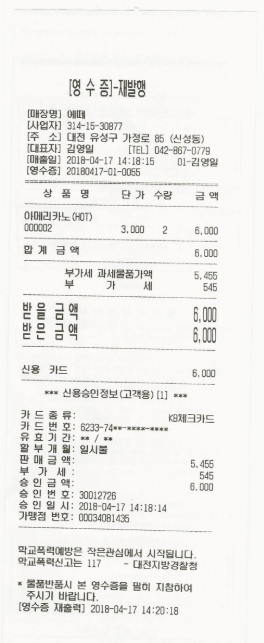 [영 수 증]-재발행
[매장명] 에떼
[사업자] 314-15-30877
[주 소] 대전 유성구 가정로 85 (신성동)
[대표자] 김영일 [TEL] 042-867-0779
[매출일] 2018-04-17 14:18:15 01-김영일
[영수증] 20180417-01-0055
상 품 명 단 가 수량 금 액
아메리카노(HOT)
000002 3,000 2 6,000
합 계 금 액 6,000
부가세 과세물품가액 5,455
부 가 세 545
받을 금액 6,000
받은 금액 6,000
신용 카드 6,000
*** 신용승인정보(고객용) [1] ***
카 드 종 류: KB체크카드
카 드 번 호: 6233-74**-****-****
유 효 기 간: ** / **
할 부 개 월: 일시불
판 매 금 액: 5,455
부 가 세: 545
승 인 금 액: 6,000
승 인 번 호: 30012726
승 인 일 시: 2018-04-17 14:18:14
가맹점 번호: 00034081435
학교폭력예방은 작은관심에서 시작됩니다.
학교폭력신고는 117 - 대전지방경찰청
* 물품반품시 본 영수증을 필히 지참하여
주시기 바랍니다.
[영수증 재출력] 2018-04-17 14:20:18